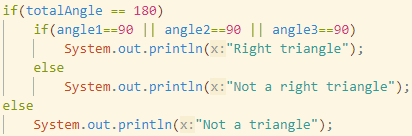 if(totalAngle == 180)
    if(angle1==90 || angle2==90 || angle3==90)
        System.out.println(x:"Right triangle");
    else
        System.out.println(x:"Not a right triangle");
else
    System.out.println(x:"Not a triangle");